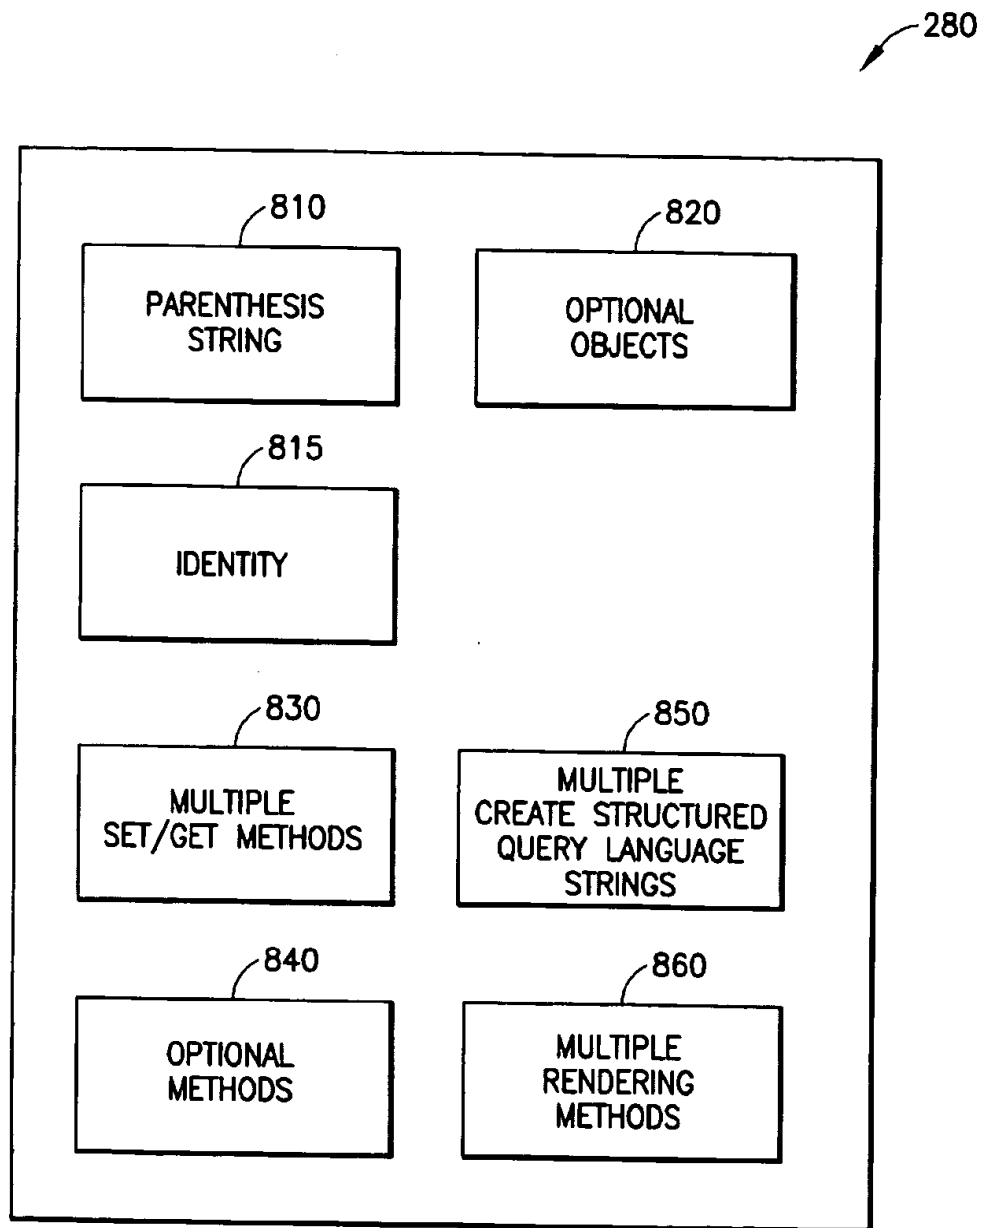 280
810
PARENTHESIS
STRING
820
OPTIONAL
OBJECTS
815
IDENTITY
830
MULTIPLE
SET/GET METHODS
850
MULTIPLE
CREATE STRUCTURED
QUERY LANGUAGE
STRINGS
840
OPTIONAL
METHODS
860
MULTIPLE
RENDERING
METHODS